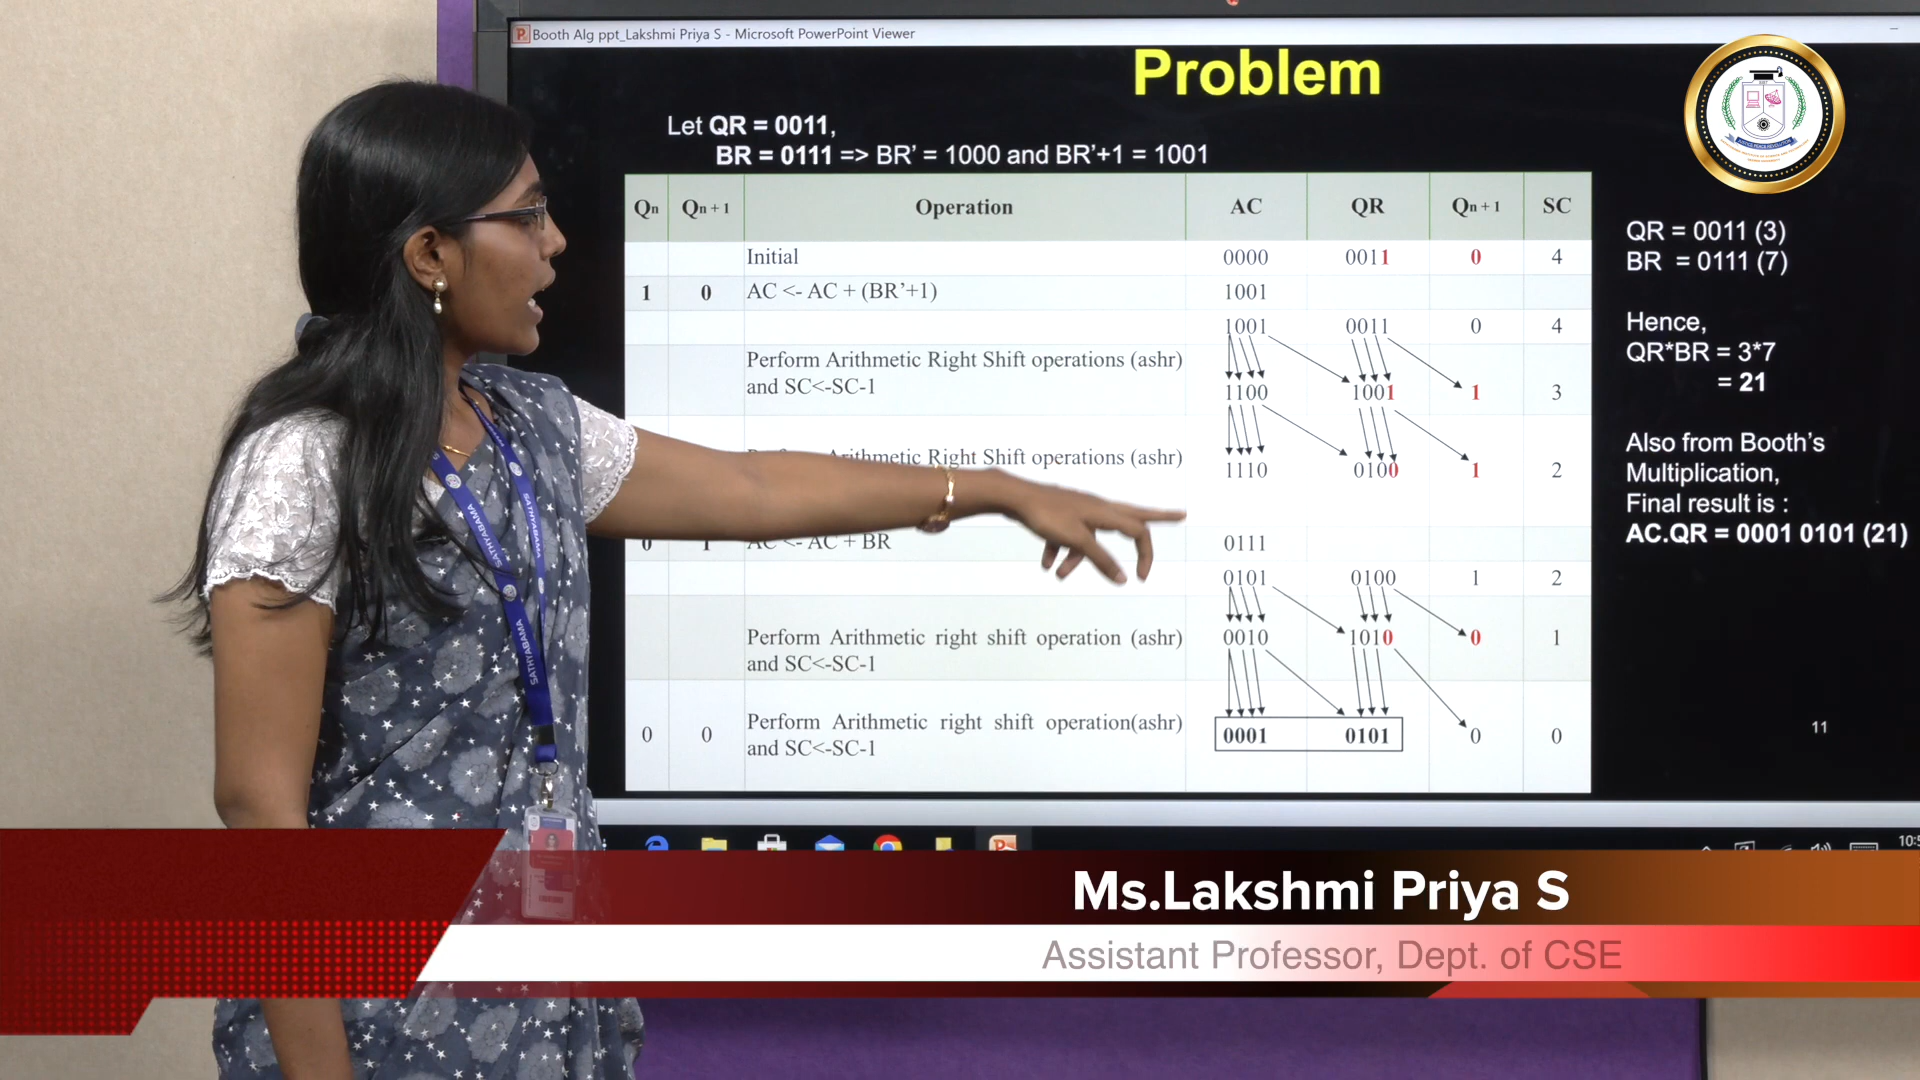 Booth Alg ppt_Lakshmi Priya S - Microsoft PowerPoint Viewer
Problem
Let QR = 0011,
BR = 0111 => BR’ = 1000 and BR’+1 = 1001
Qn Qn + 1 Operation AC QR Qn + 1 SC
Initial 0000 0011 0 4
1 0 AC <- AC + (BR’+1) 1001
1001 0011 0 4
Perform Arithmetic Right Shift operations (ashr)
and SC<-SC-1 1100 1001 1 3
Arithmetic Right Shift operations (ashr)
1110 0100 1 2
0 1 AC <- AC + BR 0111
0101 0100 1 2
Perform Arithmetic right shift operation (ashr)
and SC<-SC-1 0010 1010 0 1
0 0 Perform Arithmetic right shift operation(ashr)
and SC<-SC-1 0001 0101 0 0
QR = 0011 (3)
BR = 0111 (7)
Hence,
QR*BR = 3*7
= 21
Also from Booth’s
Multiplication,
Final result is :
AC.QR = 0001 0101 (21)
11
SATHYABAMA
SATHYABAMA
SATHYABAMA
Ms.Lakshmi Priya S
Assistant Professor, Dept. of CSE